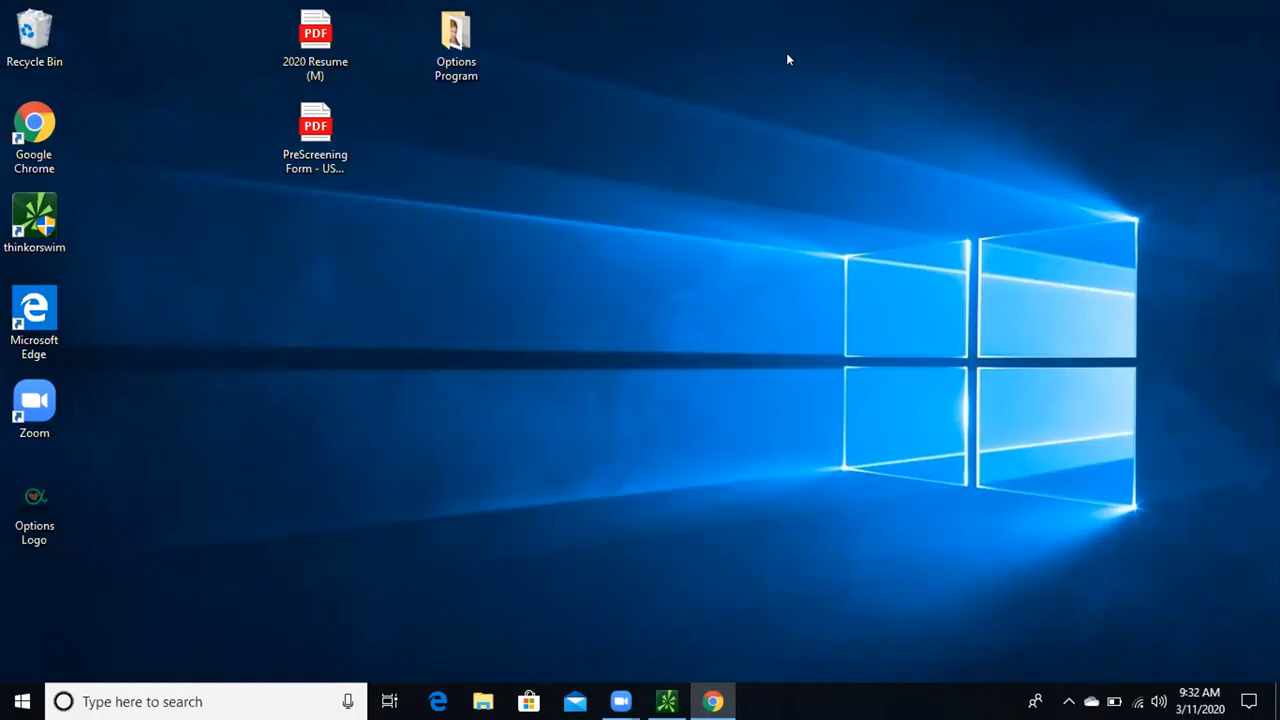 Recycle Bin
Google
Chrome
thinkorswim
Microsoft
Edge
Zoom
Options
Logo
PDF
2020 Resume
(M)
PDF
PreScreening
Form - US...
Options
Program
Type here to search
9:32 AM
3/11/2020